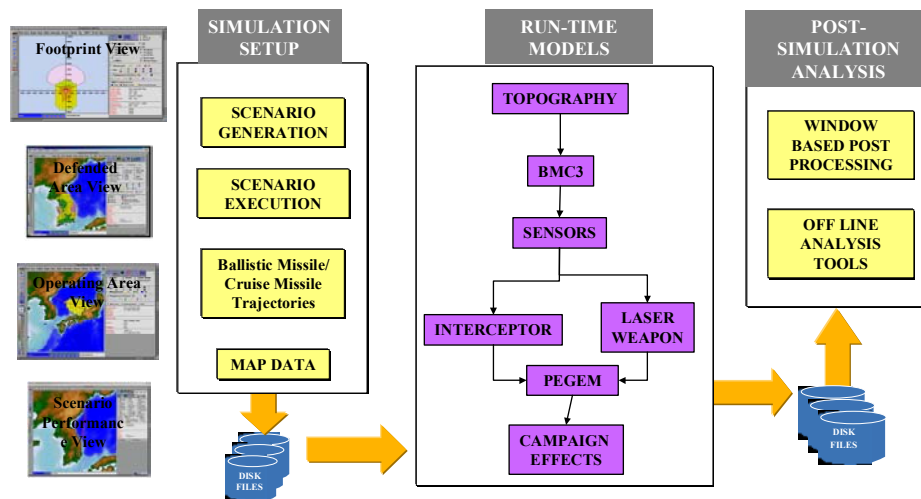 Footprint View
Defended
Area View
Operating Area
View
Scenario
Performanc
e View
SIMULATION
SETUP
SCENARIO
GENERATION
SCENARIO
EXECUTION
Ballistic Missile/
Cruise Missile
Trajectories
MAP DATA
DISK
FILES
RUN-TIME
MODELS
TOPOGRAPHY
BMC3
SENSORS
INTERCEPTOR
LASER
WEAPON
PEGEM
CAMPAIGN
EFFECTS
POST-
SIMULATION
ANALYSIS
WINDOW
BASED POST
PROCESSING
OFF LINE
ANALYSIS
TOOLS
DISK
FILES